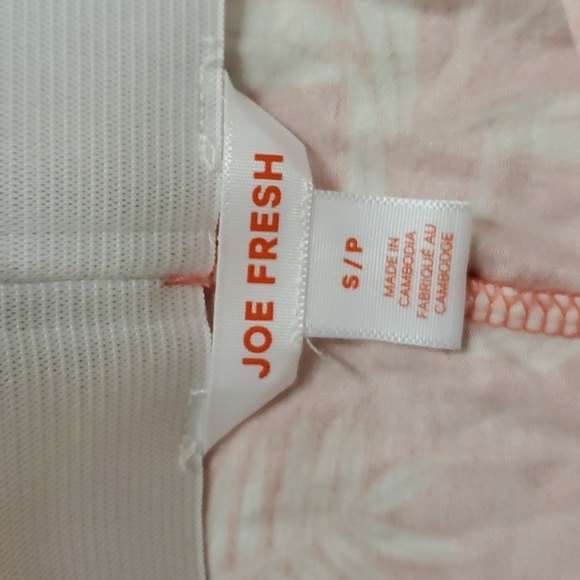 JOE FRESH
S / P
MADE IN
CAMBODIA
FABRIQUÉ AU
CAMBODGE